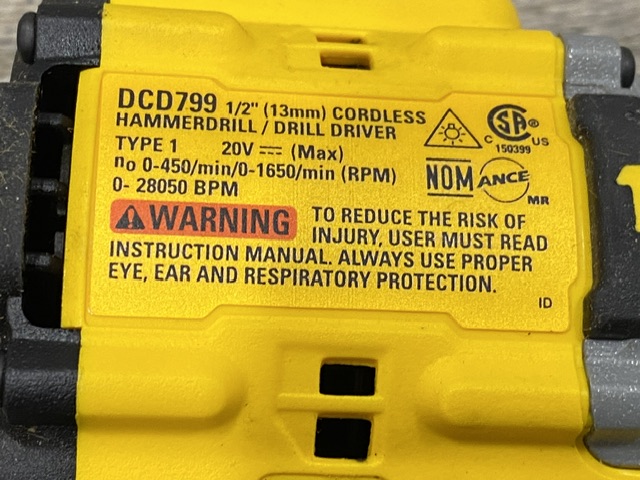 DCD799 1/2" (13mm) CORDLESS
HAMMERDRILL / DRILL DRIVER
TYPE 1 20V ⎓ (Max)
no 0-450/min/0-1650/min (RPM)
0- 28050 BPM
C SA ® US
150399
NOM ANCE
MR
⚠WARNING TO REDUCE THE RISK OF
INJURY, USER MUST READ
INSTRUCTION MANUAL. ALWAYS USE PROPER
EYE, EAR AND RESPIRATORY PROTECTION.
ID